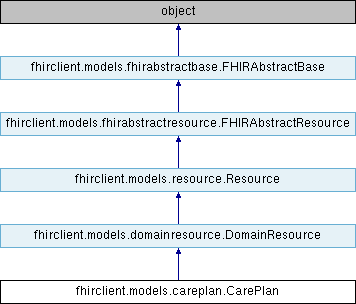 object
fhirclient.models.fhirabstractbase.FHIRAbstractBase
fhirclient.models.fhirabstractresource.FHIRAbstractResource
fhirclient.models.resource.Resource
fhirclient.models.domainresource.DomainResource
fhirclient.models.careplan.CarePlan